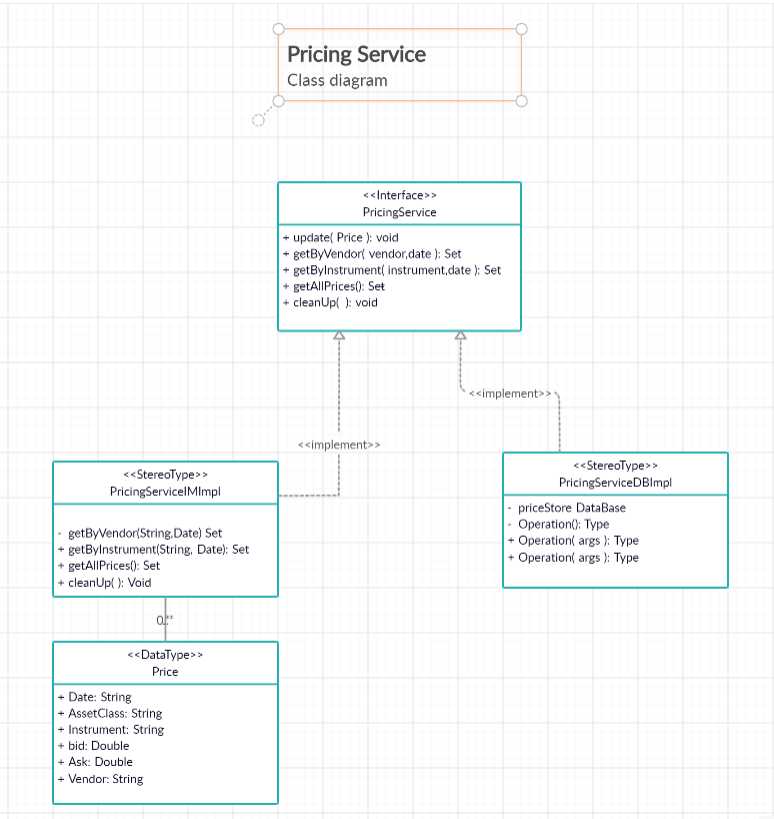 Pricing Service
Class diagram
<<Interface>>
PricingService
+ update( Price ): void
+ getByVendor( vendor,date ): Set
+ getByInstrument( instrument,date ): Set
+ getAllPrices(): Set
+ cleanUp(  ): void
<<implement>>
<<implement>>
<<StereoType>>
PricingServiceIMImpl
- getByVendor(String,Date) Set
+ getByInstrument(String, Date): Set
+ getAllPrices(): Set
+ cleanUp( ): Void
<<StereoType>>
PricingServiceDBImpl
- priceStore DataBase
- Operation(): Type
+ Operation( args ): Type
+ Operation( args ): Type
0..*
<<DataType>>
Price
+ Date: String
+ AssetClass: String
+ Instrument: String
+ bid: Double
+ Ask: Double
+ Vendor: String